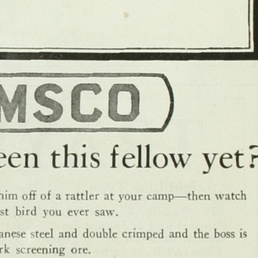 MSCO
een this fellow yet?
him off of a rattler at your camp—then watch
st bird you ever saw.
anese steel and double crimped and the boss is
rk screening ore.